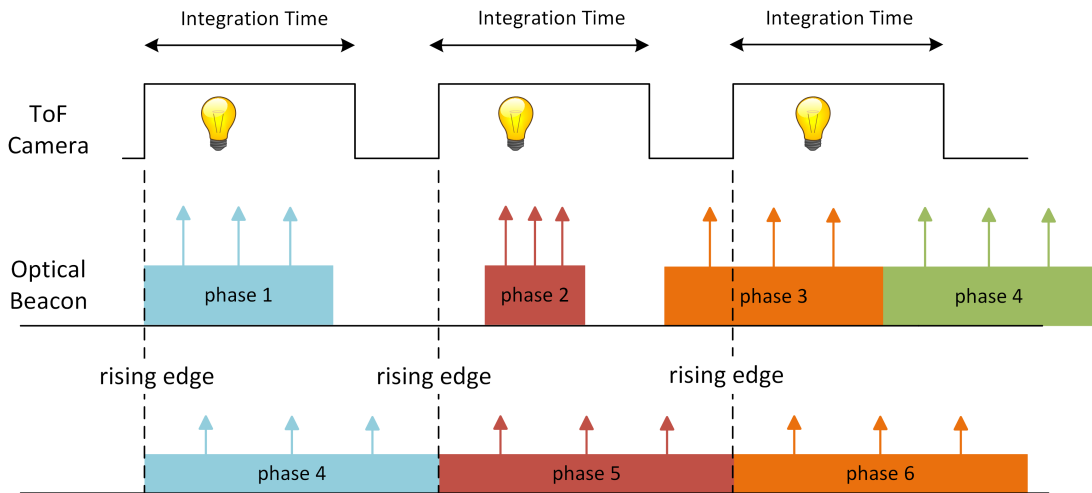 Integration Time
Integration Time
Integration Time
ToF
Camera
Optical
Beacon
phase 1
phase 2
phase 3
phase 4
rising edge
rising edge
rising edge
phase 4
phase 5
phase 6